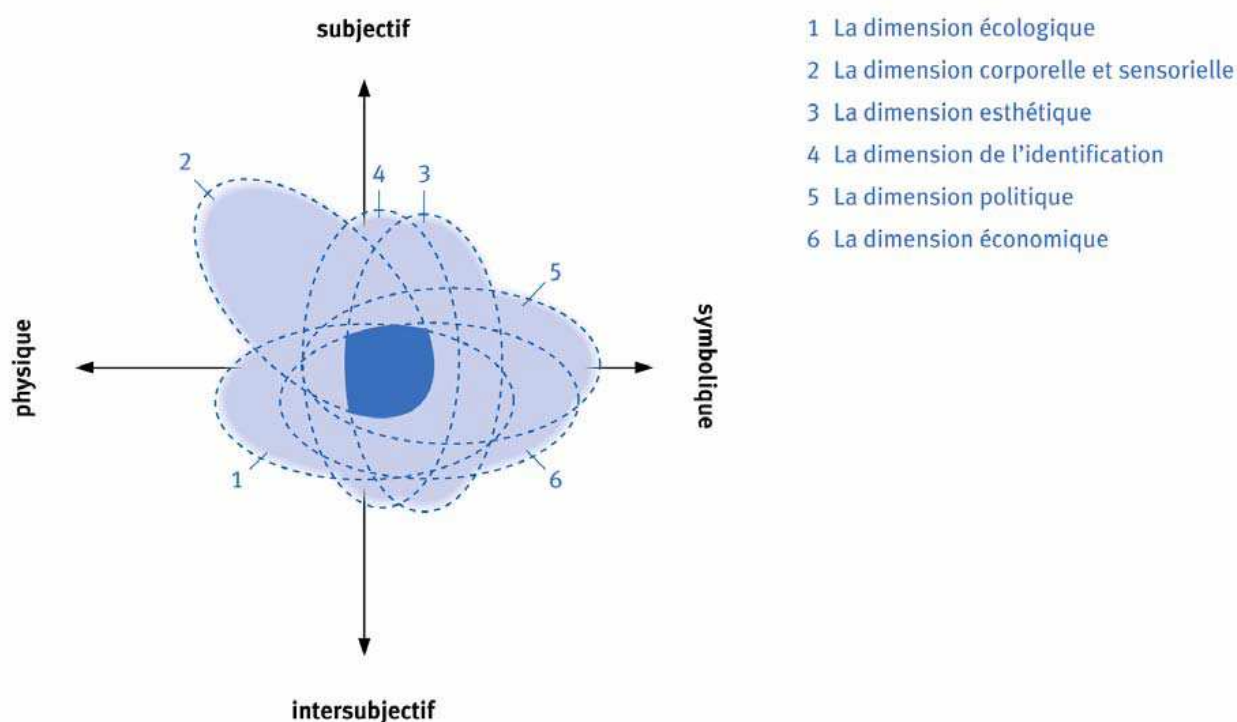 subjectif
1 La dimension écologique
2 La dimension corporelle et sensorielle
3 La dimension esthétique
4 La dimension de l'identification
5 La dimension politique
6 La dimension économique
2
4
3
5
physique
symbolique
1
6
intersubjectif